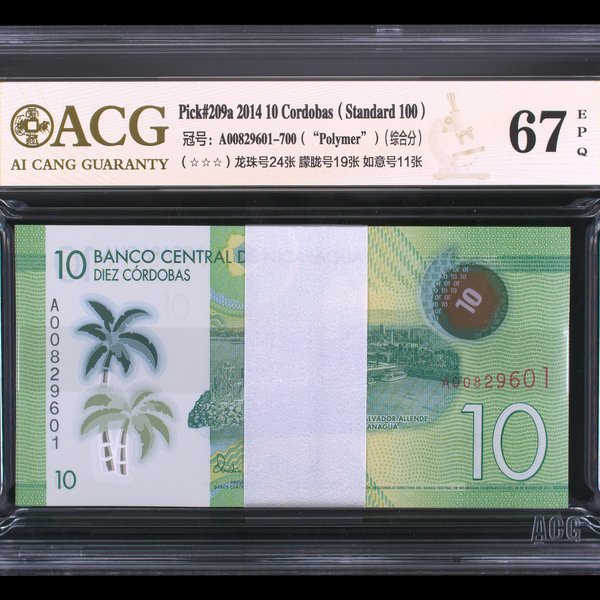 ACG
AI CANG GUARANTY
Pick#209a 2014 10 Cordobas (Standard 100)
冠号: A00829601-700 ("Polymer") (综合分)
(☆☆☆) 龙珠号24张 朦胧号19张 如意号11张
67
E
P
Q
10 BANCO CENTRAL DE NICARAGUA
DIEZ CÓRDOBAS
A00829601
10
A00829601
SALVADOR ALLENDE
MANAGUA
10
10
ACG